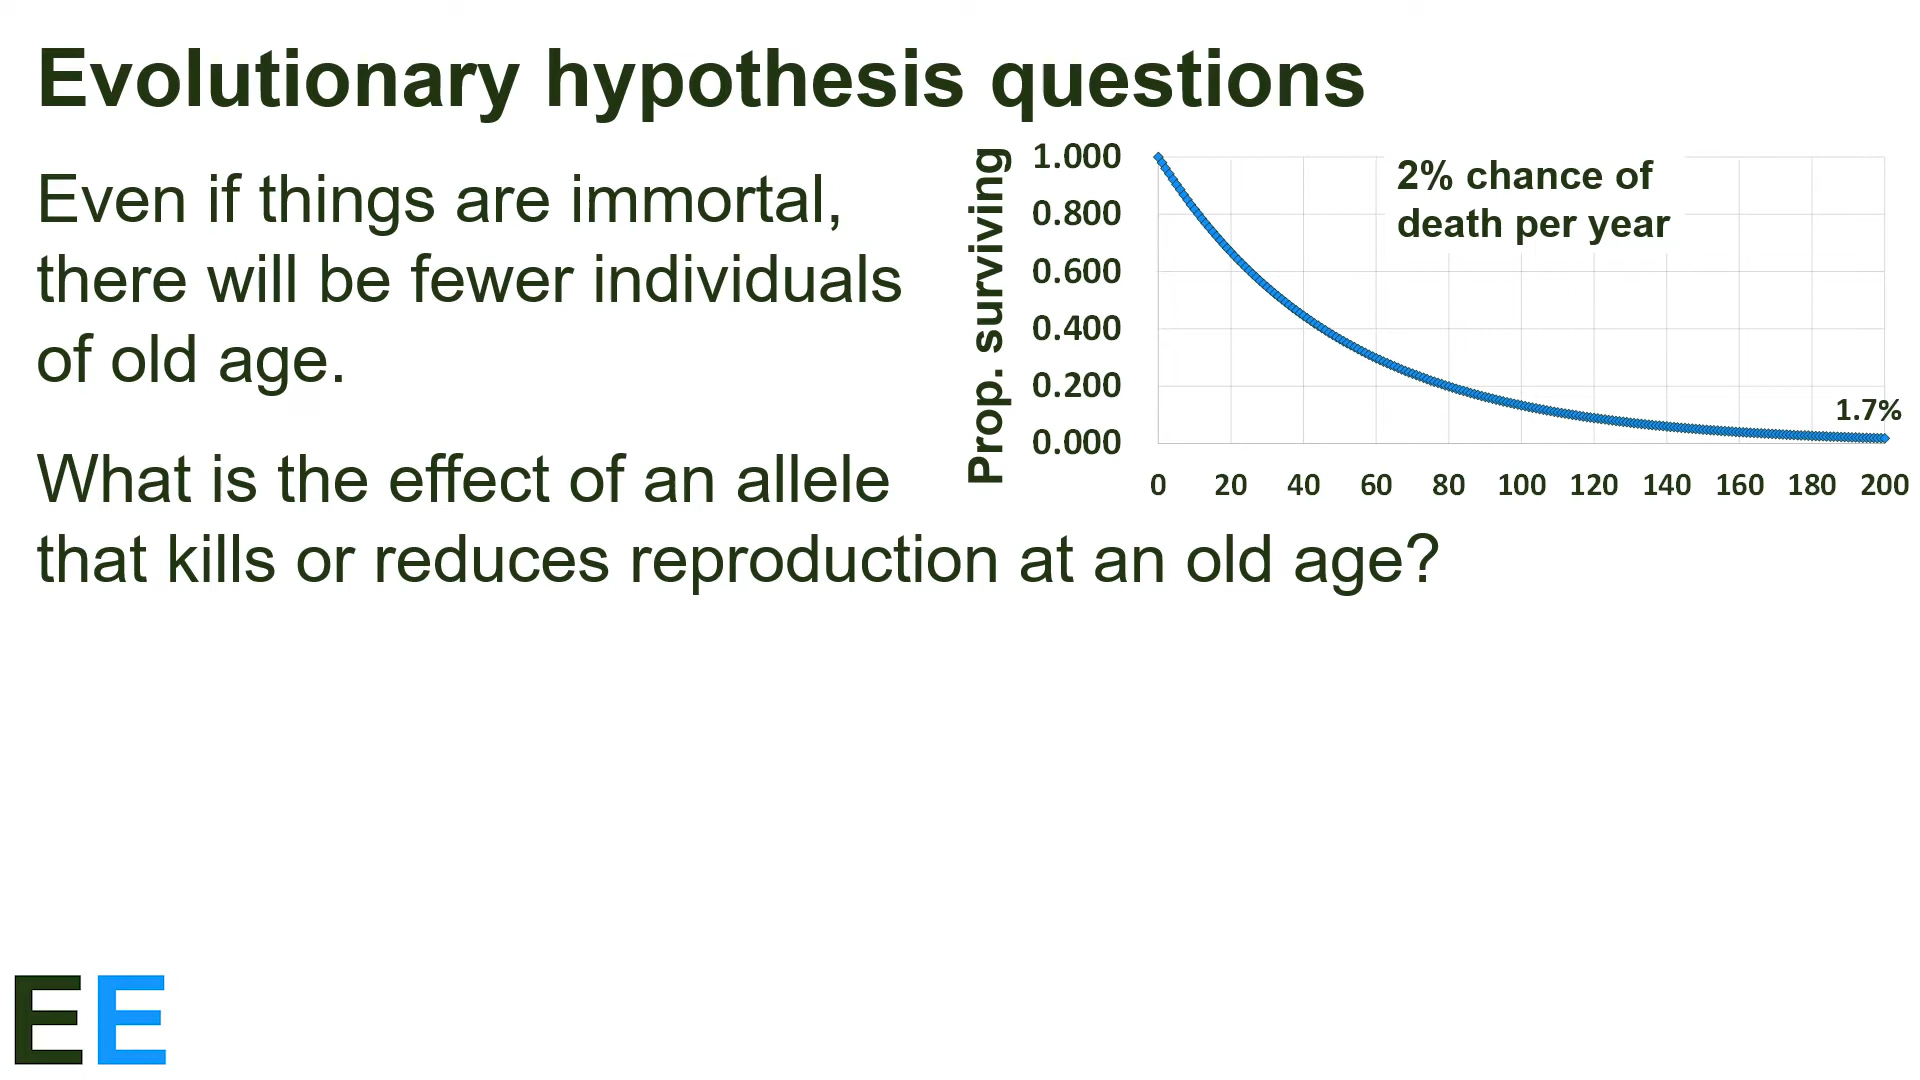 Evolutionary hypothesis questions
Even if things are immortal,
there will be fewer individuals
of old age.
What is the effect of an allele
that kills or reduces reproduction at an old age?
Prop. surviving
1.000
0.800
0.600
0.400
0.200
0.000
2% chance of
death per year
1.7%
0 20 40 60 80 100 120 140 160 180 200
EE